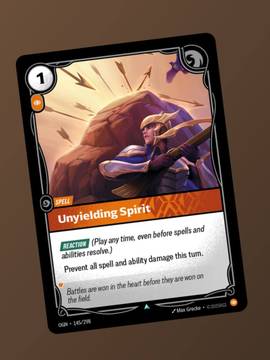 1
SPELL
Unyielding Spirit
REACTION (Play any time, even before spells and
abilities resolve.)
Prevent all spell and ability damage this turn.
Battles are won in the heart before they are won on
the field.
OGN • 145/298
Max Grecke